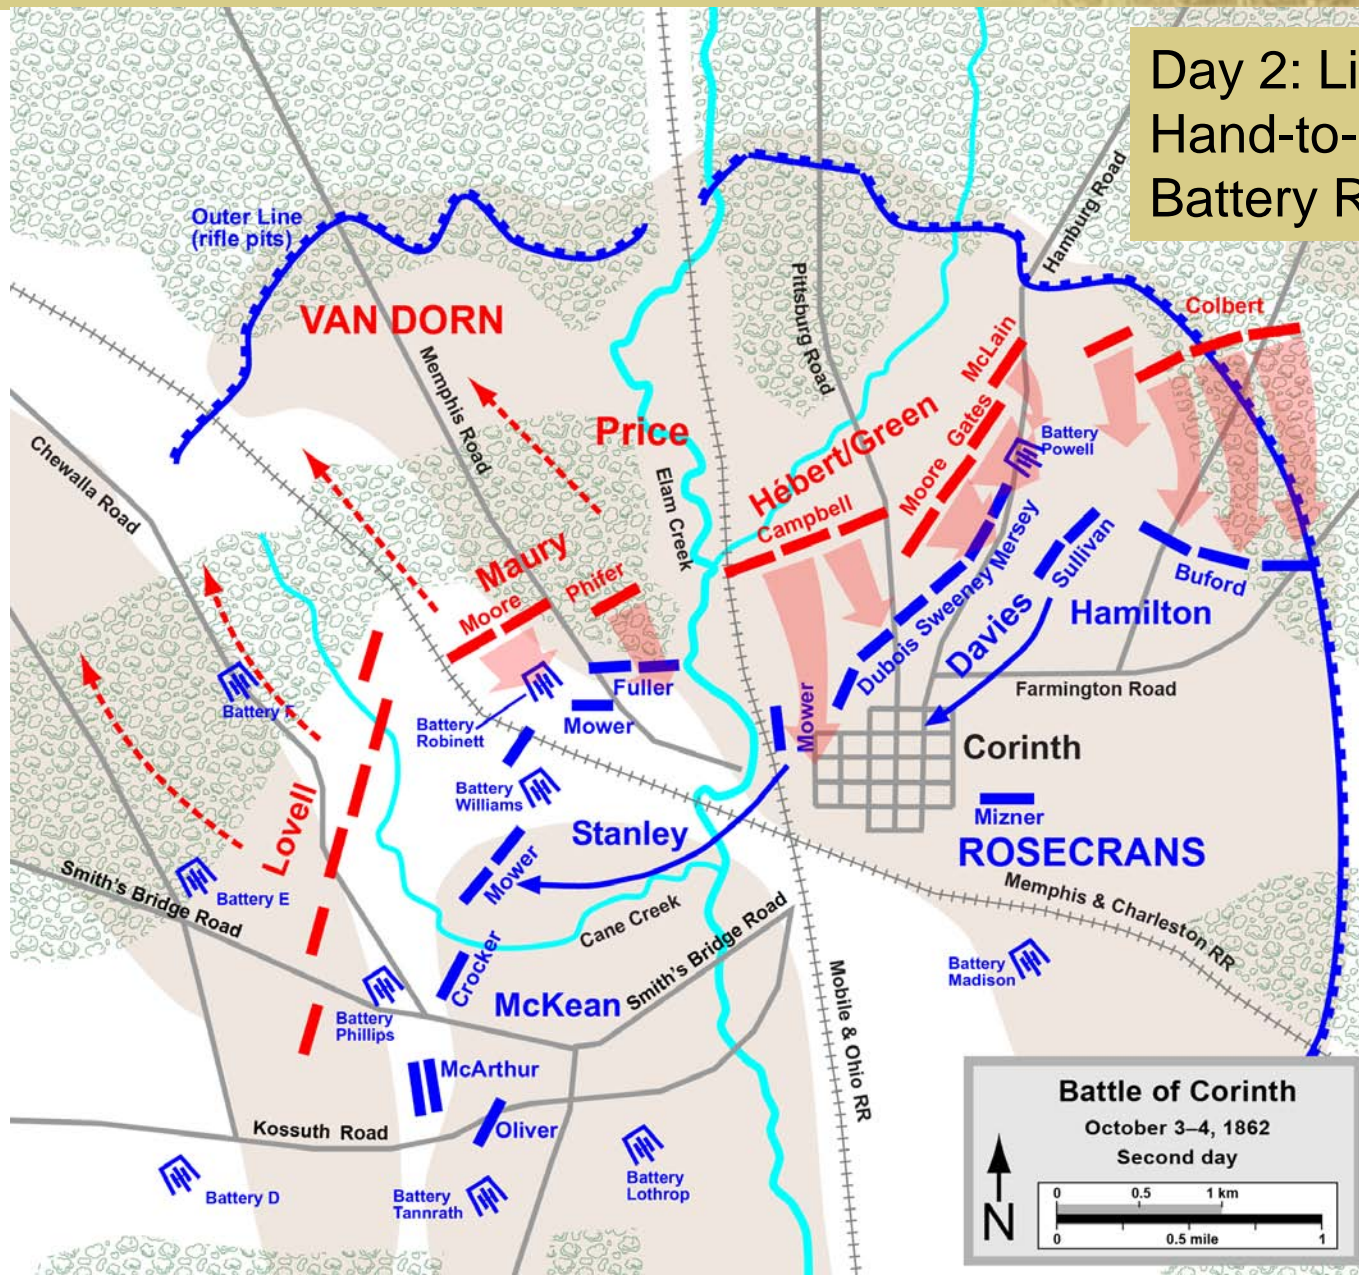 Day 2: Li
Hand-to-
Battery R
Outer Line
(rifle pits)
VAN DORN
Memphis Road
Chewalla Road
Price
Elam Creek
Pittsburg Road
Hamburg Road
Colbert
McLain
Gates
Moore
Hébert/Green
Campbell
Battery
Powell
Maury
Moore
Phifer
Mersey
Sweeney
Dubois
Sullivan
Davies
Buford
Hamilton
Farmington Road
Fuller
Mower
Battery
Robinett
Battery F
Battery
Williams
Mower
Corinth
Mizner
ROSECRANS
Memphis & Charleston RR
Stanley
Lovell
Mower
Smith's Bridge Road
Battery E
Cane Creek
Smith's Bridge Road
Crocker
McKean
Battery
Phillips
Battery
Madison
Mobile & Ohio RR
McArthur
Oliver
Kossuth Road
Battery D
Battery
Tannrath
Battery
Lothrop
Battle of Corinth
October 3–4, 1862
Second day
N
0 0.5 1 km
0 0.5 mile 1